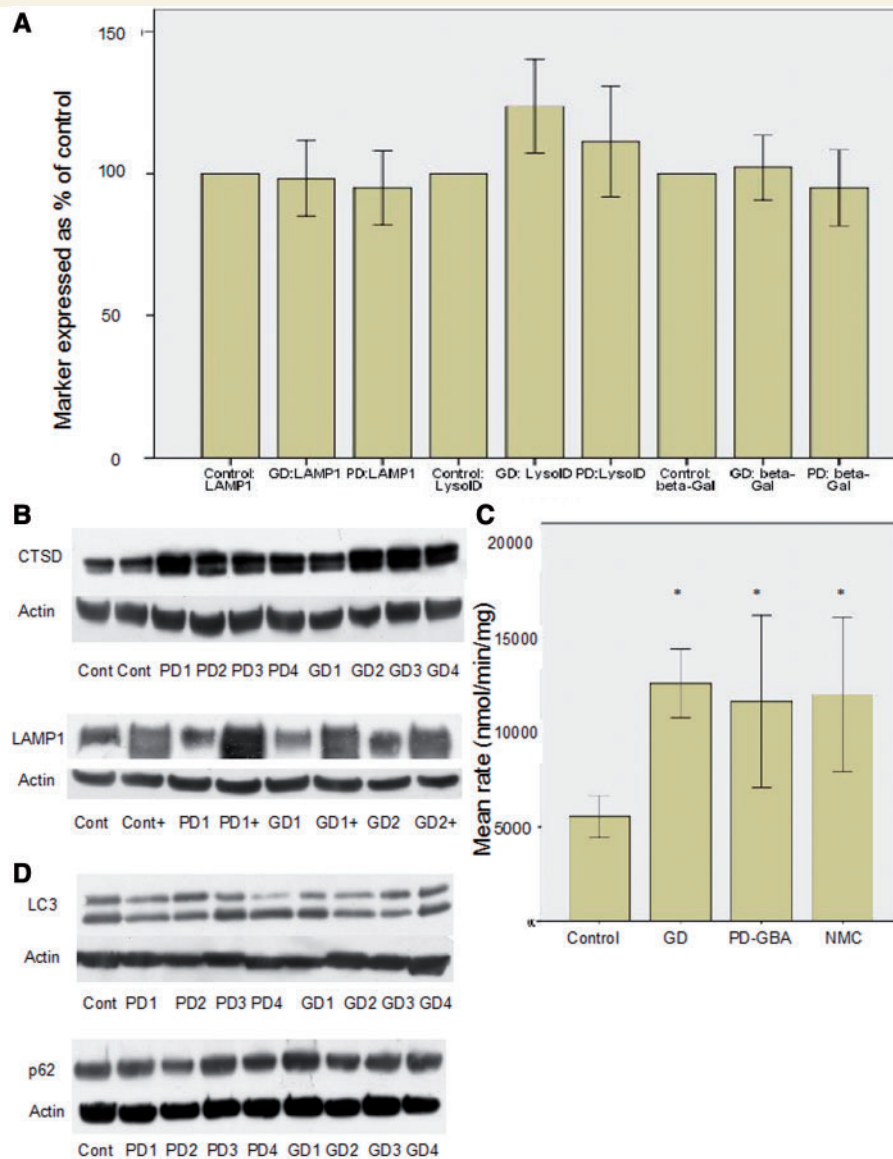 A
150
100
50
0
Marker expressed as % of control
Control: LAMP1
GD:LAMP1
PD:LAMP1
Control: LysoID
GD: LysoID
PD:LysoID
Control: beta-Gal
GD: beta-Gal
PD: beta-Gal
B
CTSD
Actin
Cont Cont PD1 PD2 PD3 PD4 GD1 GD2 GD3 GD4
LAMP1
Actin
Cont Cont+ PD1 PD1+ GD1 GD1+ GD2 GD2+
C
20000
15000
10000
5000
Mean rate (nmol/min/mg)
* * *
Control GD PD-GBA NMC
D
LC3
Actin
Cont PD1 PD2 PD3 PD4 GD1 GD2 GD3 GD4
p62
Actin
Cont PD1 PD2 PD3 PD4 GD1 GD2 GD3 GD4